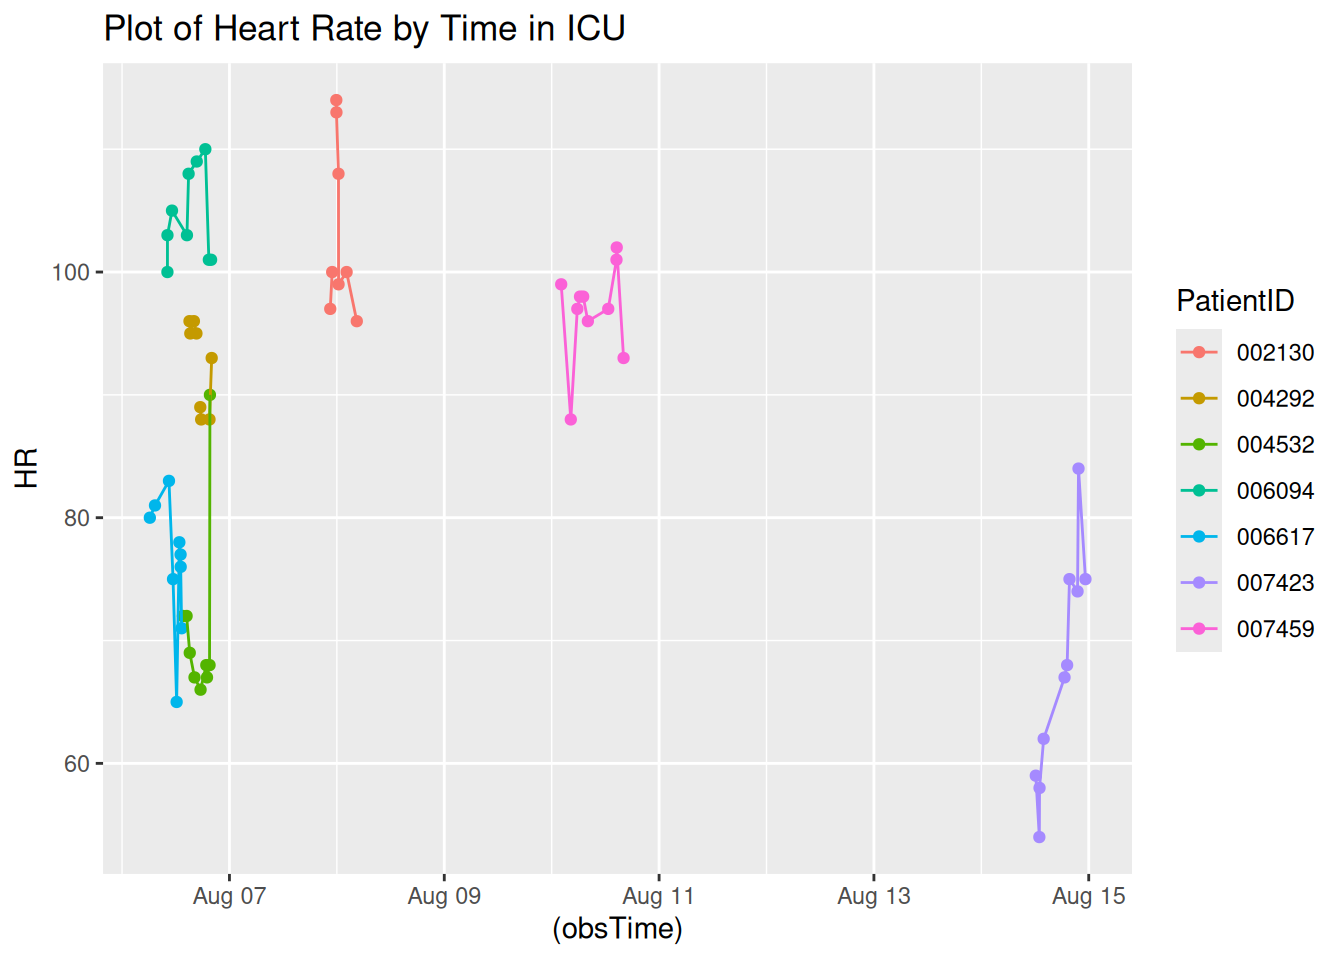 Plot of Heart Rate by Time in ICU
HR
100
80
60
Aug 07
Aug 09
Aug 11
Aug 13
Aug 15
(obsTime)
PatientID
002130
004292
004532
006094
006617
007423
007459